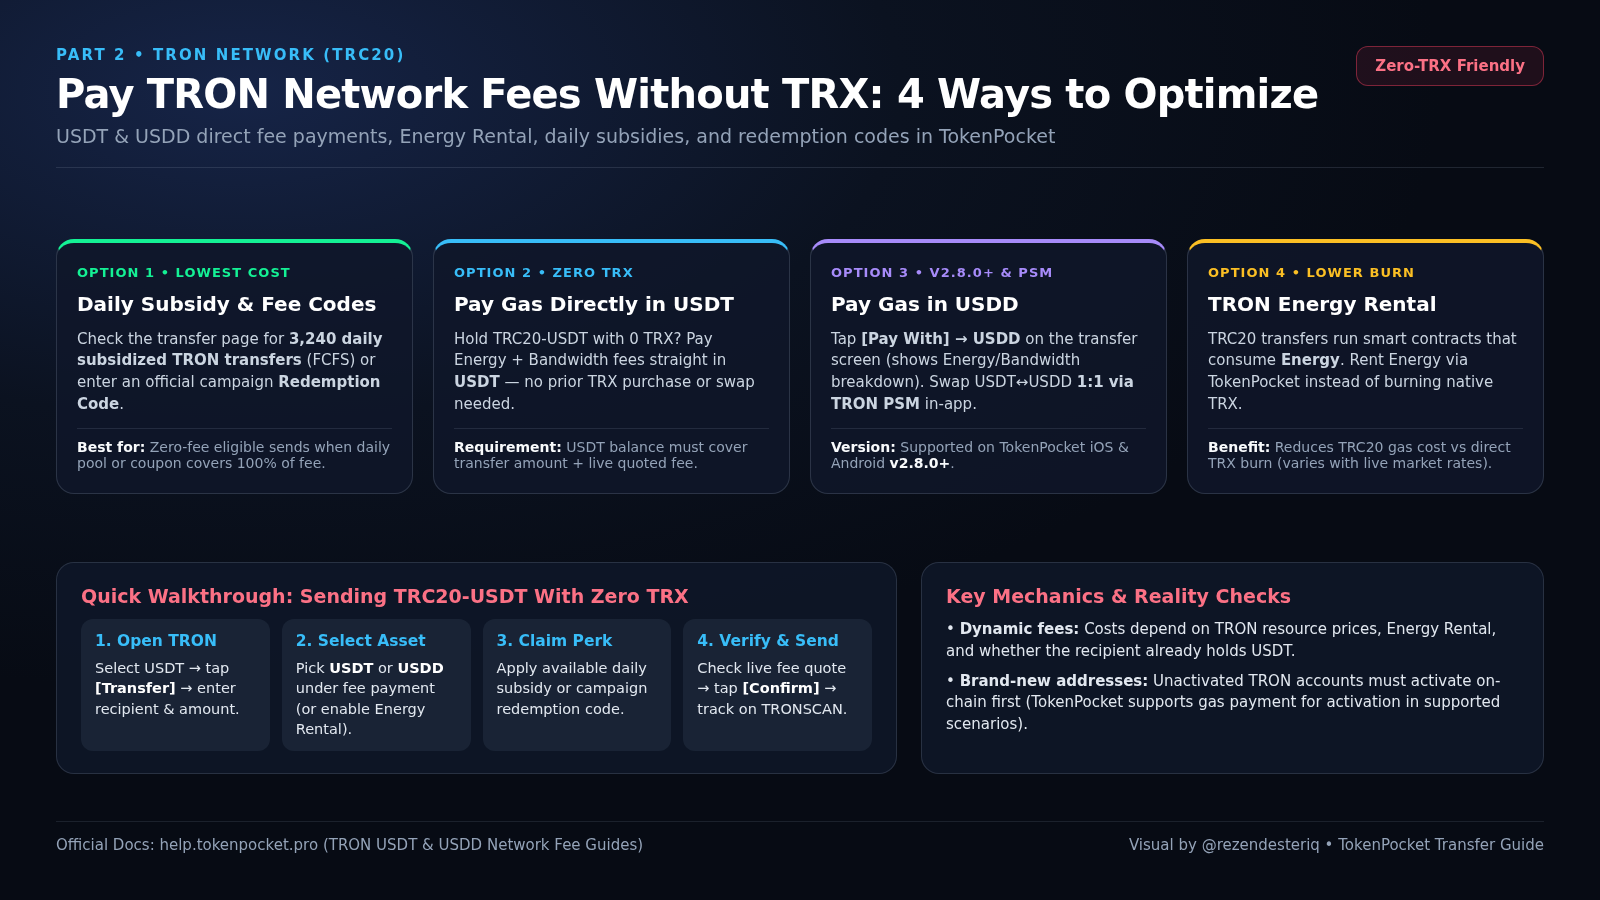 PART 2 • TRON NETWORK (TRC20)
Pay TRON Network Fees Without TRX: 4 Ways to Optimize
USDT & USDD direct fee payments, Energy Rental, daily subsidies, and redemption codes in TokenPocket
Zero-TRX Friendly
OPTION 1 • LOWEST COST
Daily Subsidy & Fee Codes
Check the transfer page for 3,240 daily
subsidized TRON transfers (FCFS) or
enter an official campaign Redemption
Code.
Best for: Zero-fee eligible sends when daily
pool or coupon covers 100% of fee.
OPTION 2 • ZERO TRX
Pay Gas Directly in USDT
Hold TRC20-USDT with 0 TRX? Pay
Energy + Bandwidth fees straight in
USDT — no prior TRX purchase or swap
needed.
Requirement: USDT balance must cover
transfer amount + live quoted fee.
OPTION 3 • V2.8.0+ & PSM
Pay Gas in USDD
Tap [Pay With] → USDD on the transfer
screen (shows Energy/Bandwidth
breakdown). Swap USDT↔USDD 1:1 via
TRON PSM in-app.
Version: Supported on TokenPocket iOS &
Android v2.8.0+.
OPTION 4 • LOWER BURN
TRON Energy Rental
TRC20 transfers run smart contracts that
consume Energy. Rent Energy via
TokenPocket instead of burning native
TRX.
Benefit: Reduces TRC20 gas cost vs direct
TRX burn (varies with live market rates).
Quick Walkthrough: Sending TRC20-USDT With Zero TRX
1. Open TRON
Select USDT → tap
[Transfer] → enter
recipient & amount.
2. Select Asset
Pick USDT or USDD
under fee payment
(or enable Energy
Rental).
3. Claim Perk
Apply available daily
subsidy or campaign
redemption code.
4. Verify & Send
Check live fee quote
→ tap [Confirm] →
track on TRONSCAN.
Key Mechanics & Reality Checks
• Dynamic fees: Costs depend on TRON resource prices, Energy Rental,
and whether the recipient already holds USDT.
• Brand-new addresses: Unactivated TRON accounts must activate on-
chain first (TokenPocket supports gas payment for activation in supported
scenarios).
Official Docs: help.tokenpocket.pro (TRON USDT & USDD Network Fee Guides)
Visual by @rezendesteriq • TokenPocket Transfer Guide